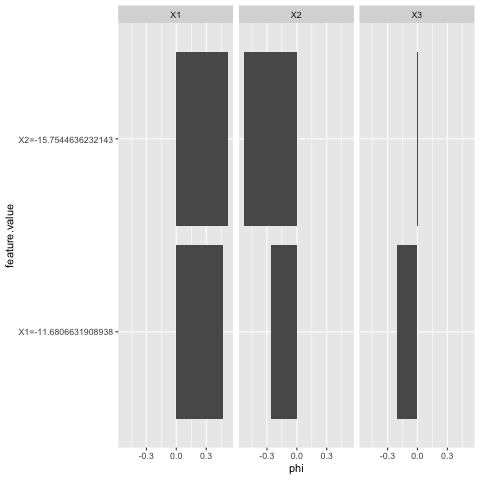 X1 X2 X3
X2=-15.7544636232143
feature.value
X1=-11.6806631908938
-0.3 0.0 0.3 -0.3 0.0 0.3 -0.3 0.0 0.3
phi